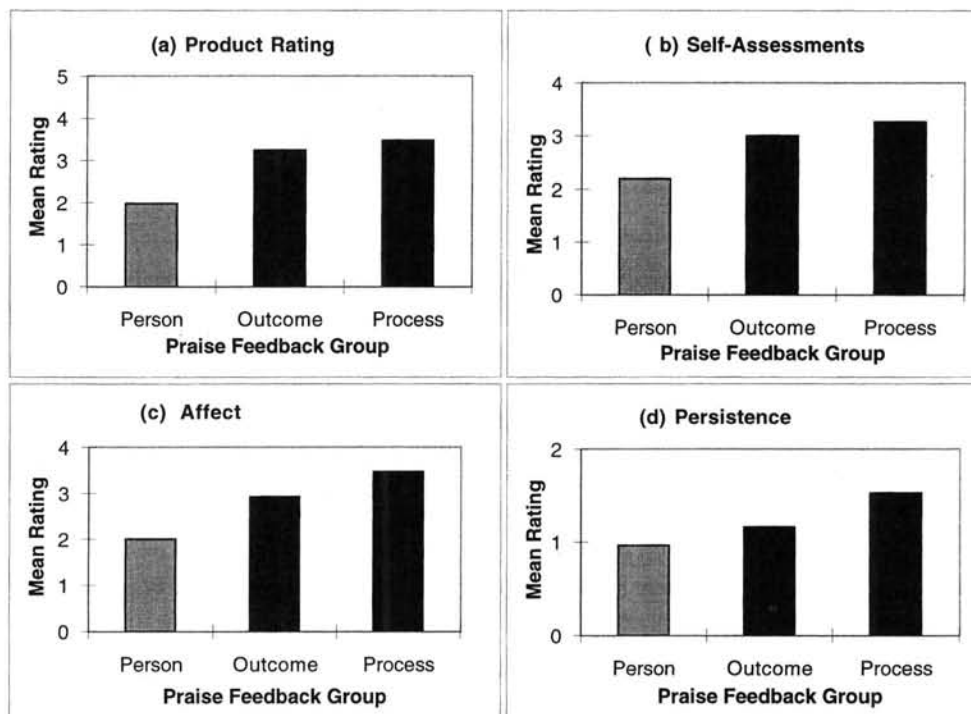 (a) Product Rating
Mean Rating
5
4
3
2
1
0
Person Outcome Process
Praise Feedback Group
( b) Self-Assessments
Mean Rating
4
3
2
1
0
Person Outcome Process
Praise Feedback Group
(c) Affect
Mean Rating
4
3
2
1
0
Person Outcome Process
Praise Feedback Group
(d) Persistence
Mean Rating
2
1
0
Person Outcome Process
Praise Feedback Group